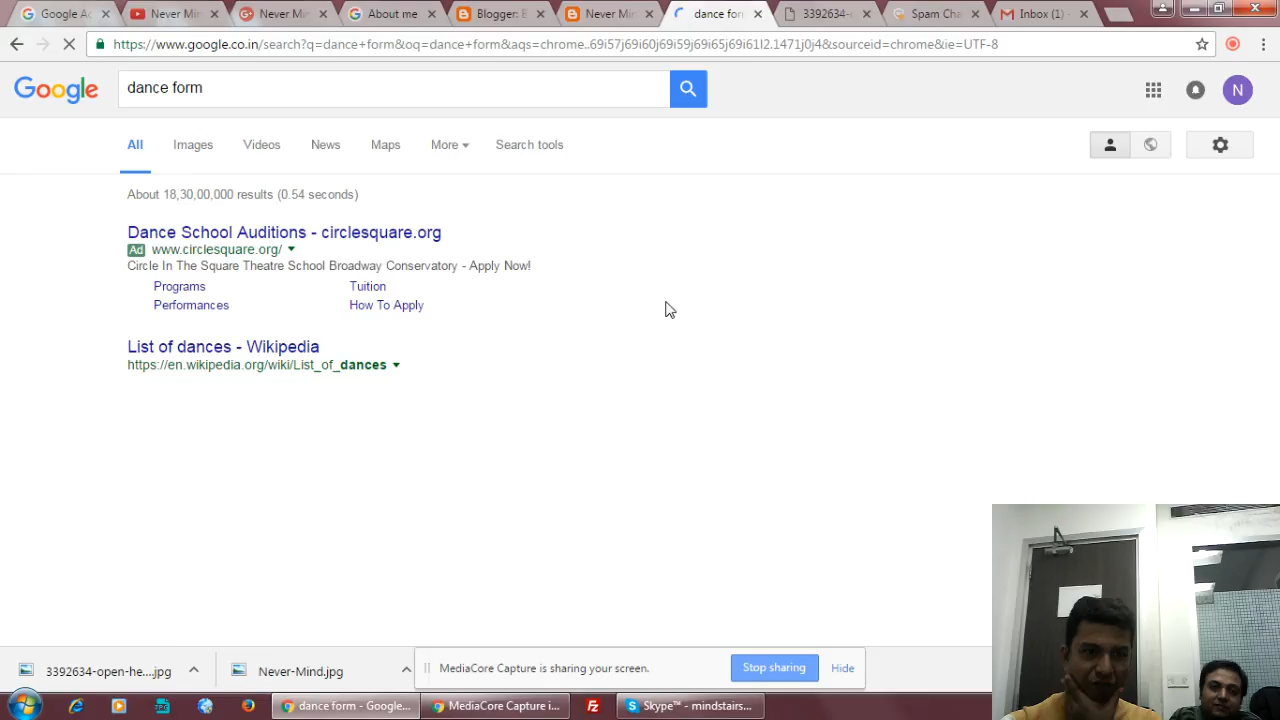 Google Ad
Never Min
Never Min
About me
Blogger: B
Never Min
dance for
3392634-
Spam Cha
Inbox (1)
https://www.google.co.in/search?q=dance+form&oq=dance+form&aqs=chrome..69i57j69i60j69i59j69i65j69i61l2.1471j0j4&sourceid=chrome&ie=UTF-8
Google
dance form
N
All
Images
Videos
News
Maps
More
Search tools
About 18,30,00,000 results (0.54 seconds)
Dance School Auditions - circlesquare.org
Ad www.circlesquare.org/
Circle In The Square Theatre School Broadway Conservatory - Apply Now!
Programs
Tuition
Performances
How To Apply
List of dances - Wikipedia
https://en.wikipedia.org/wiki/List_of_dances
3392634-open-he....jpg
Never-Mind.jpg
MediaCore Capture is sharing your screen.
Stop sharing
Hide
dance form - Google...
MediaCore Capture i...
Skype™ - mindstairs...